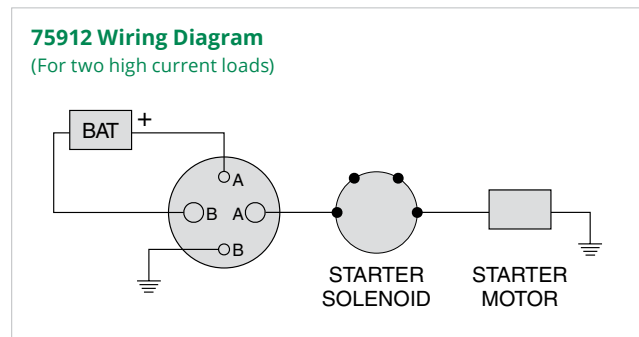 75912 Wiring Diagram
(For two high current loads)
BAT +
A
B A
B
STARTER SOLENOID
STARTER MOTOR